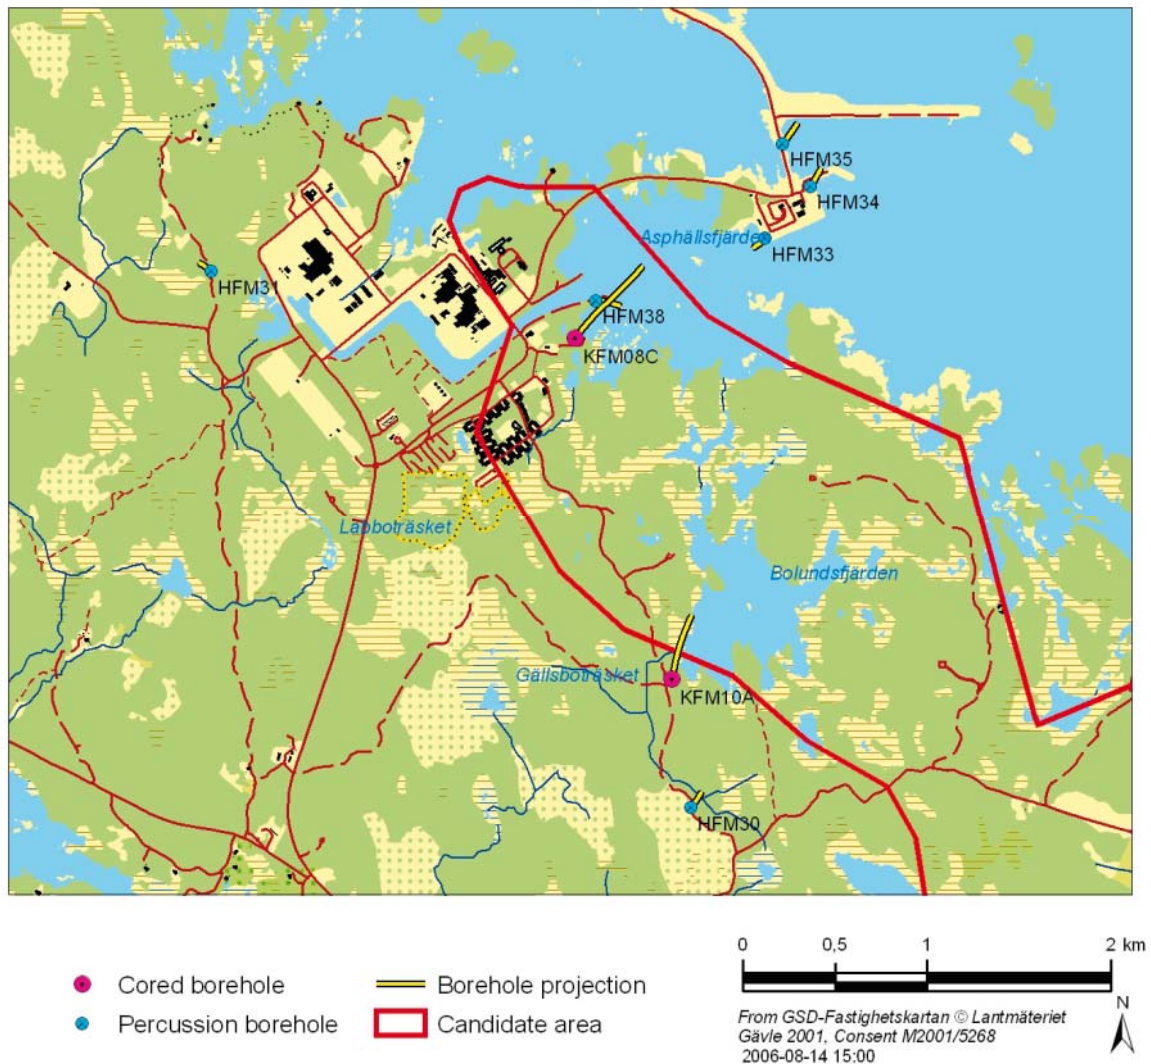 HFM35
HFM34
Asphällsfjärden
HFM33
HFM31
HFM38
KFM08C
Labboträsket
Bolundsfjärden
Gällsboträsket
KFM10A
HFM30
0 0,5 1 2 km
Cored borehole
Borehole projection
Percussion borehole
Candidate area
From GSD-Fastighetskartan © Lantmäteriet
Gävle 2001, Consent M2001/5268
2006-08-14 15:00
N